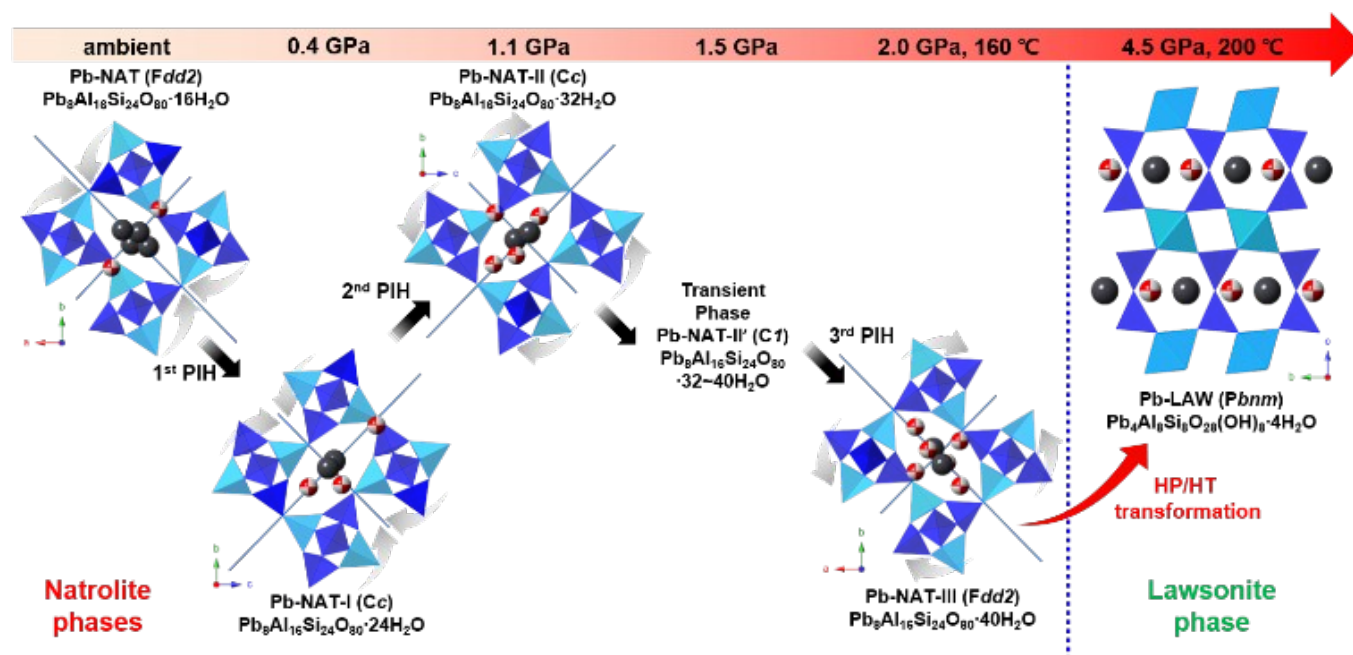 ambient 0.4 GPa 1.1 GPa 1.5 GPa 2.0 GPa, 160 ℃ 4.5 GPa, 200 ℃
Pb-NAT (Fdd2)
Pb₈Al₁₆Si₂₄O₈₀·16H₂O
Pb-NAT-II (Cc)
Pb₈Al₁₆Si₂₄O₈₀·32H₂O
b
a
b
c
2nd PIH
1st PIH
Transient
Phase
Pb-NAT-II' (C1)
Pb₈Al₁₆Si₂₄O₈₀
·32~40H₂O
3rd PIH
c
b
Pb-LAW (Pbnm)
Pb₄Al₈Si₈O₂₈(OH)₈·4H₂O
HP/HT
transformation
b
c
b
a
Natrolite
phases
Pb-NAT-I (Cc)
Pb₈Al₁₆Si₂₄O₈₀·24H₂O
Pb-NAT-III (Fdd2)
Pb₈Al₁₆Si₂₄O₈₀·40H₂O
Lawsonite
phase